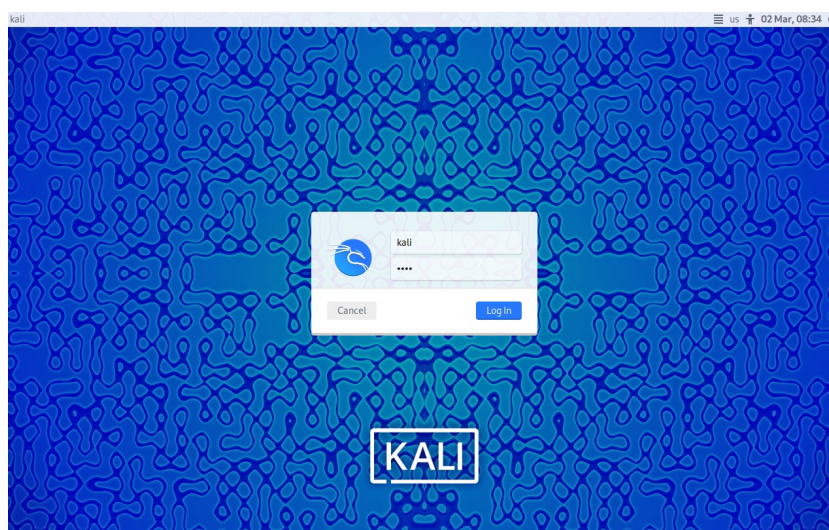 kali
us
02 Mar, 08:34
kali
••••
Cancel
Log In
KALI